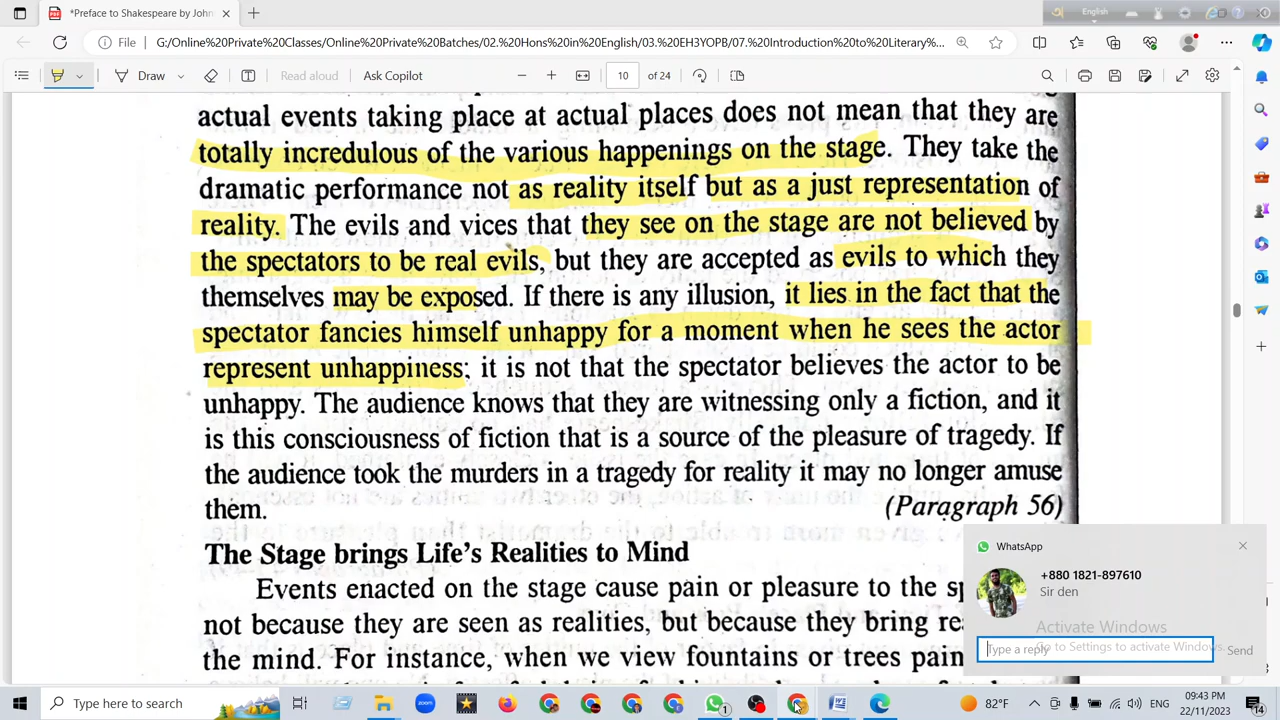 *Preface to Shakespeare by John
English
File
G:/Online%20Private%20Classes/Online%20Private%20Batches/02.%20Hons%20in%20English/03.%20EH3YOPB/07.%20Introduction%20to%20Literary%...
Draw
Read aloud
Ask Copilot
10
of 24
actual events taking place at actual places does not mean that they are
totally incredulous of the various happenings on the stage. They take the
dramatic performance not as reality itself but as a just representation of
reality. The evils and vices that they see on the stage are not believed by
the spectators to be real evils, but they are accepted as evils to which they
themselves may be exposed. If there is any illusion, it lies in the fact that the
spectator fancies himself unhappy for a moment when he sees the actor
represent unhappiness; it is not that the spectator believes the actor to be
unhappy. The audience knows that they are witnessing only a fiction, and it
is this consciousness of fiction that is a source of the pleasure of tragedy. If
the audience took the murders in a tragedy for reality it may no longer amuse
them.
(Paragraph 56)
The Stage brings Life's Realities to Mind
Events enacted on the stage cause pain or pleasure to the
not because they are seen as realities, but because they bring
the mind. For instance, when we view fountains or trees
WhatsApp
+880 1821-897610
Sir den
Activate Windows
Go to Settings to activate Windows.
Type a reply
Send
Type here to search
1
82°F
ENG
09:43 PM
22/11/2023
14